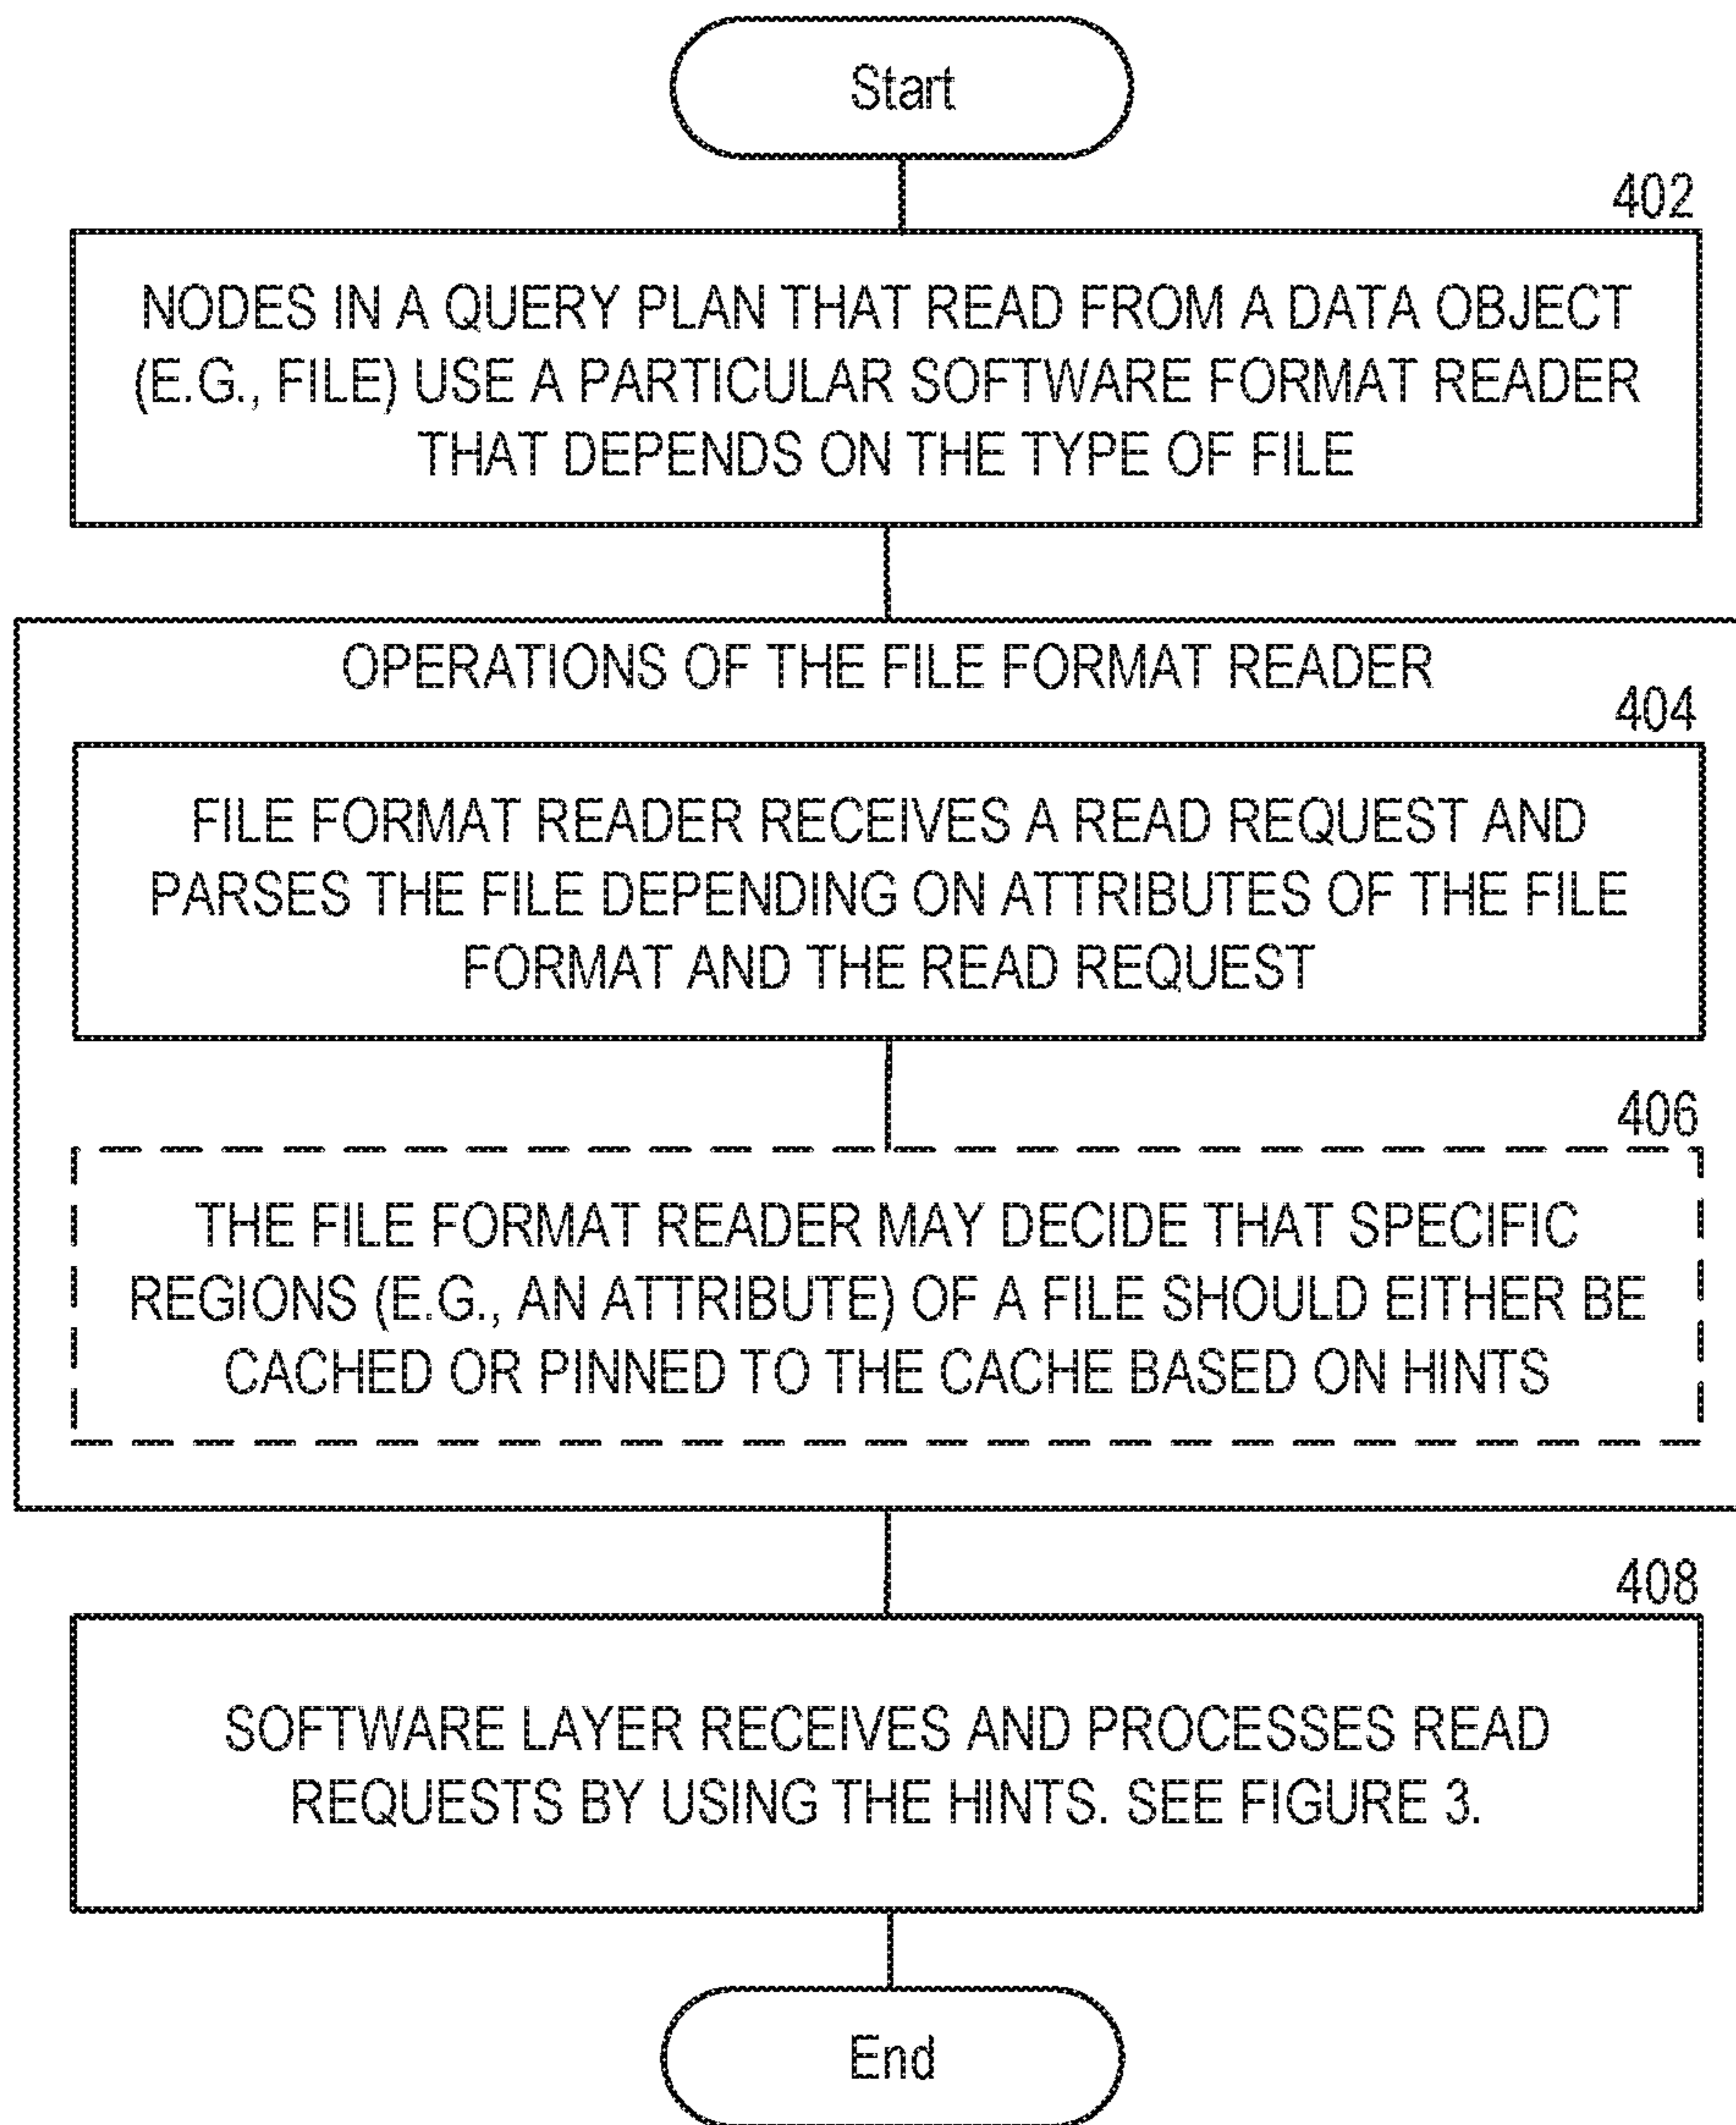 Start
402
NODES IN A QUERY PLAN THAT READ FROM A DATA OBJECT
(E.G., FILE) USE A PARTICULAR SOFTWARE FORMAT READER
THAT DEPENDS ON THE TYPE OF FILE
OPERATIONS OF THE FILE FORMAT READER
404
FILE FORMAT READER RECEIVES A READ REQUEST AND
PARSES THE FILE DEPENDING ON ATTRIBUTES OF THE FILE
FORMAT AND THE READ REQUEST
406
THE FILE FORMAT READER MAY DECIDE THAT SPECIFIC
REGIONS (E.G., AN ATTRIBUTE) OF A FILE SHOULD EITHER BE
CACHED OR PINNED TO THE CACHE BASED ON HINTS
408
SOFTWARE LAYER RECEIVES AND PROCESSES READ
REQUESTS BY USING THE HINTS. SEE FIGURE 3.
End